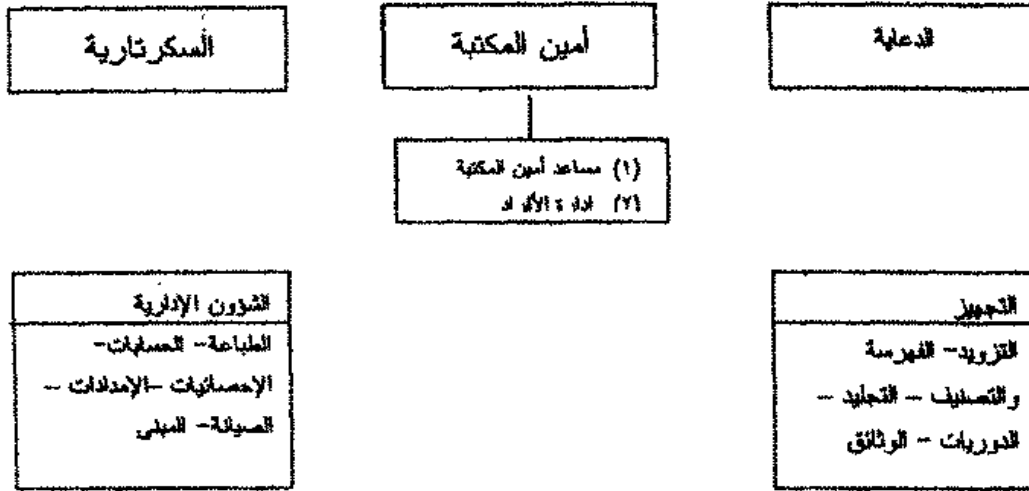 الدعاية
أمين المكتبة
السكرتارية
(١) مساعد أمين المكتبة
(٢) ادارة الأفراد
التجهيز
التزويد- الفهرسة
والتصنيف – التجليد –
الدوريات – الوثائق
الشؤون الإدارية
الطباعة- الحسابات-
الإحصائيات –الإمدادات –
الصيانة- المبنى